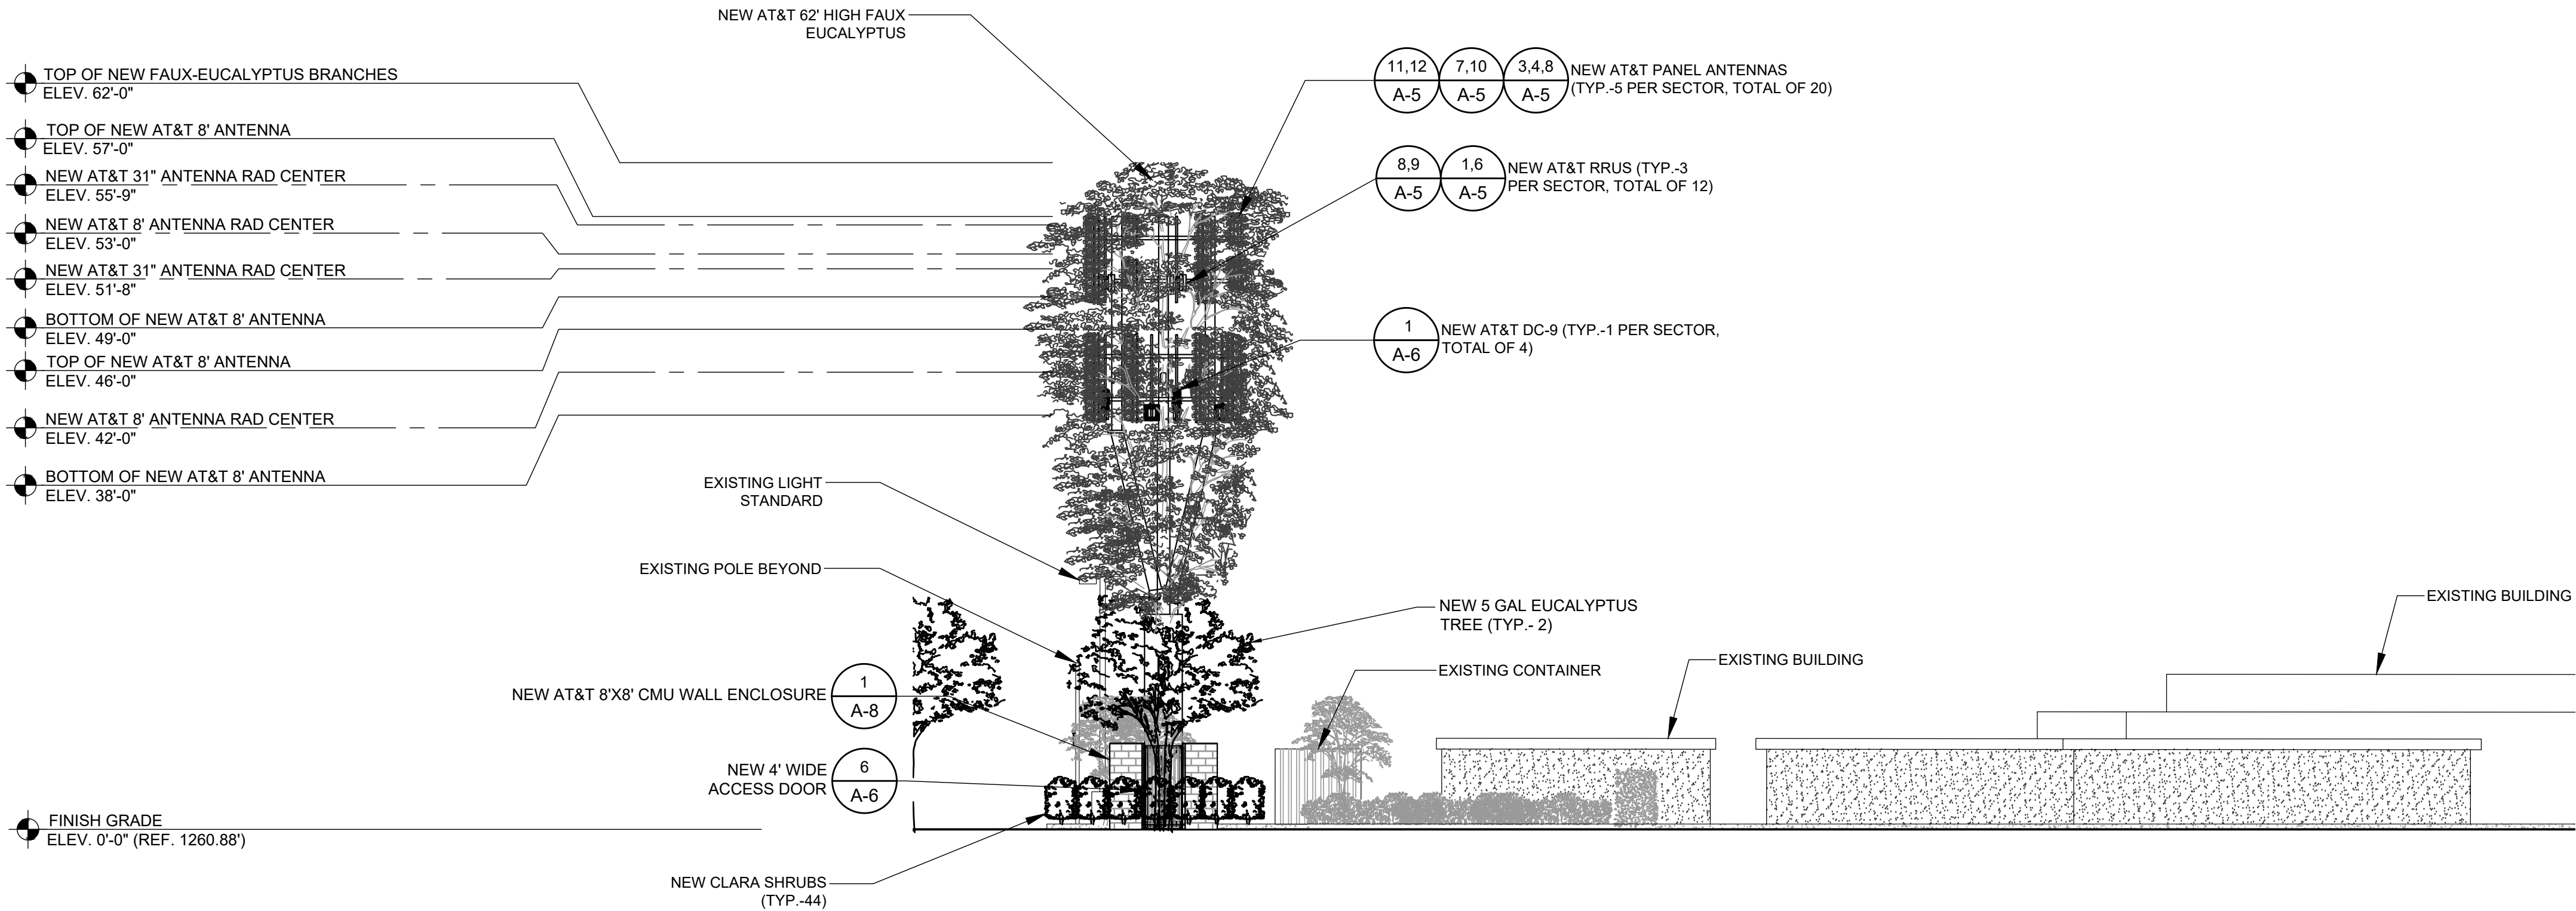 NEW AT&T 62' HIGH FAUX
EUCALYPTUS
TOP OF NEW FAUX-EUCALYPTUS BRANCHES
ELEV. 62'-0"
TOP OF NEW AT&T 8' ANTENNA
ELEV. 57'-0"
NEW AT&T 31" ANTENNA RAD CENTER
ELEV. 55'-9"
NEW AT&T 8' ANTENNA RAD CENTER
ELEV. 53'-0"
NEW AT&T 31" ANTENNA RAD CENTER
ELEV. 51'-8"
BOTTOM OF NEW AT&T 8' ANTENNA
ELEV. 49'-0"
TOP OF NEW AT&T 8' ANTENNA
ELEV. 46'-0"
NEW AT&T 8' ANTENNA RAD CENTER
ELEV. 42'-0"
BOTTOM OF NEW AT&T 8' ANTENNA
ELEV. 38'-0"
FINISH GRADE
ELEV. 0'-0" (REF. 1260.88')
EXISTING LIGHT
STANDARD
EXISTING POLE BEYOND
NEW AT&T 8'X8' CMU WALL ENCLOSURE
1
A-8
NEW 4' WIDE
ACCESS DOOR
6
A-6
NEW CLARA SHRUBS
(TYP.-44)
11,12
A-5
7,10
A-5
3,4,8
A-5
NEW AT&T PANEL ANTENNAS
(TYP.-5 PER SECTOR, TOTAL OF 20)
8,9
A-5
1,6
A-5
NEW AT&T RRUS (TYP.-3
PER SECTOR, TOTAL OF 12)
1
A-6
NEW AT&T DC-9 (TYP.-1 PER SECTOR,
TOTAL OF 4)
NEW 5 GAL EUCALYPTUS
TREE (TYP.- 2)
EXISTING CONTAINER
EXISTING BUILDING
EXISTING BUILDING